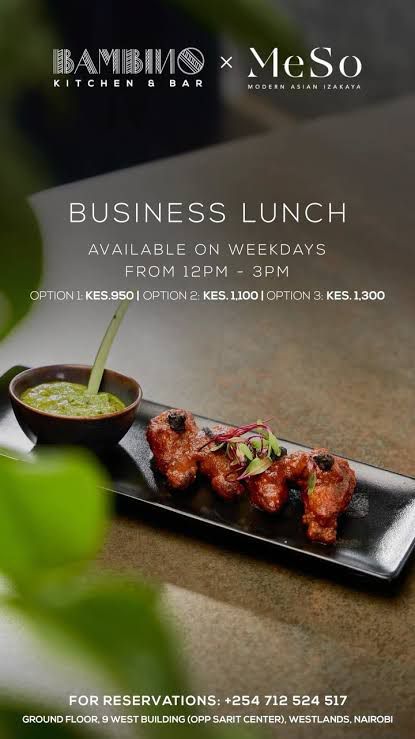 BAMBINO × MeSo
KITCHEN & BAR MODERN ASIAN IZAKAYA
BUSINESS LUNCH
AVAILABLE ON WEEKDAYS
FROM 12PM - 3PM
OPTION 1: KES.950 | OPTION 2: KES.1,100 | OPTION 3: KES.1,300
FOR RESERVATIONS: +254 712 524 517
GROUND FLOOR, 9 WEST BUILDING (OPP SARIT CENTER), WESTLANDS, NAIROBI